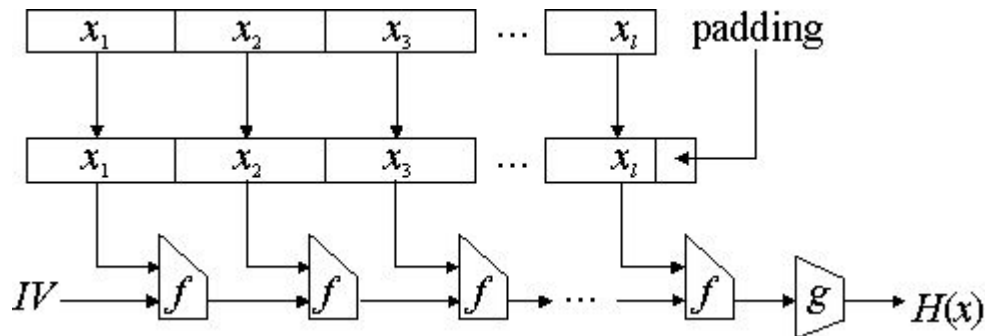 x₁ x₂ x₃ ... xₗ padding
x₁ x₂ x₃ ... xₗ
IV f f f ... f g H(x)